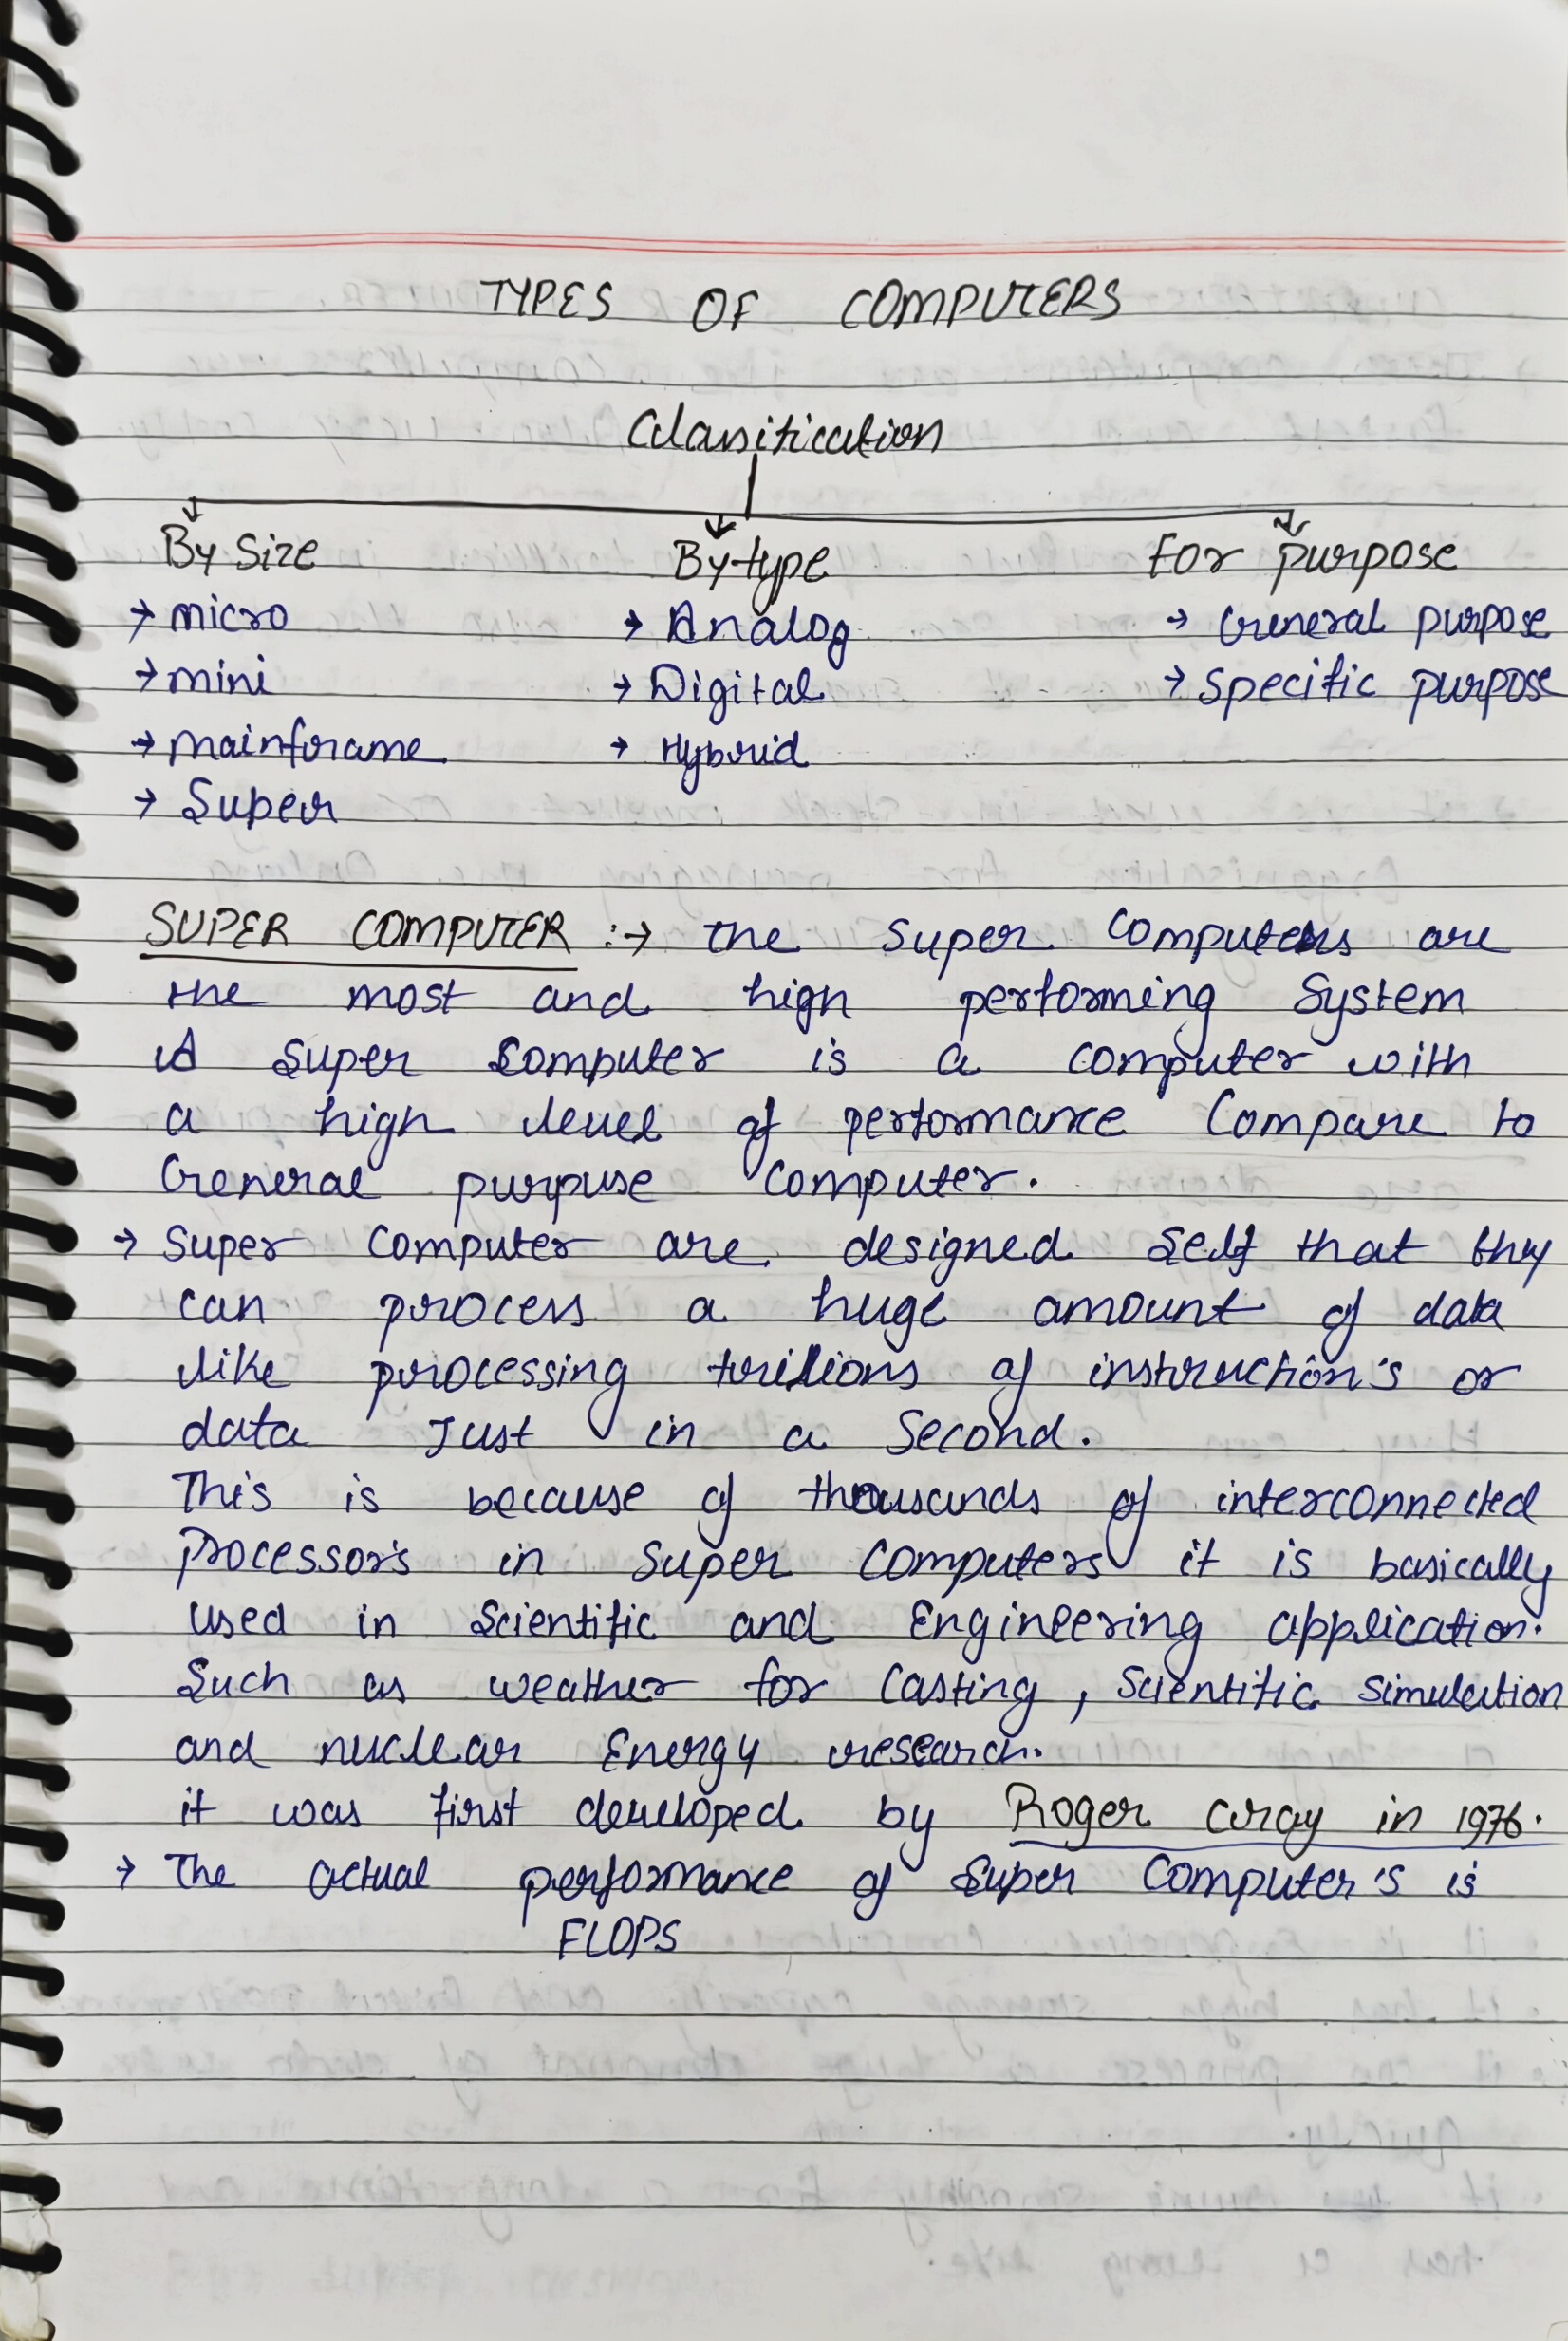 TYPES OF COMPUTERS
Classification
By Size By type For purpose
→ micro → Analog → General purpose
→ mini → Digital → Specific purpose
→ mainframe → Hybrid
→ Super
SUPER COMPUTER :→ The Super Computers are
the most and high performing System
A Super Computer is a computer with
a high level of performance Compare to
General purpuse Computer.
→ Super Computer are designed Self that they
can process a huge amount of data
like processing trillions of instruction's or
data Just in a Second.
This is because of thousands of interconnected
Processor's in Super Computers it is basically
used in Scientific and Engineering application.
Such as weather for Casting, Scientific Simulation
and nuclear Energy research.
it was first developed by Roger Cray in 1976.
→ The actual performance of Super Computer's is
FLOPS